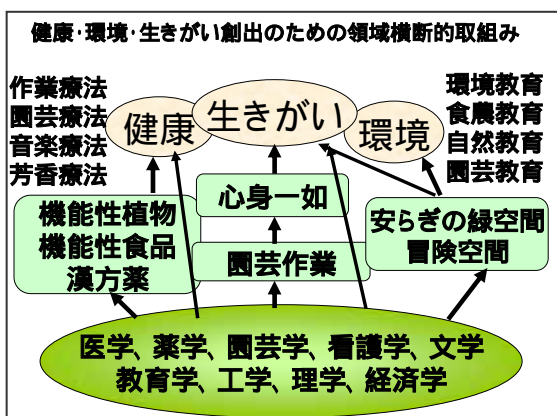 健康・環境・生きがい創出のための領域横断的取組み
作業療法
園芸療法
音楽療法
芳香療法
健康
生きがい
環境
環境教育
食農教育
自然教育
園芸教育
機能性植物
機能性食品
漢方薬
心身一如
園芸作業
安らぎの緑空間
冒険空間
医学、薬学、園芸学、看護学、文学
教育学、工学、理学、経済学